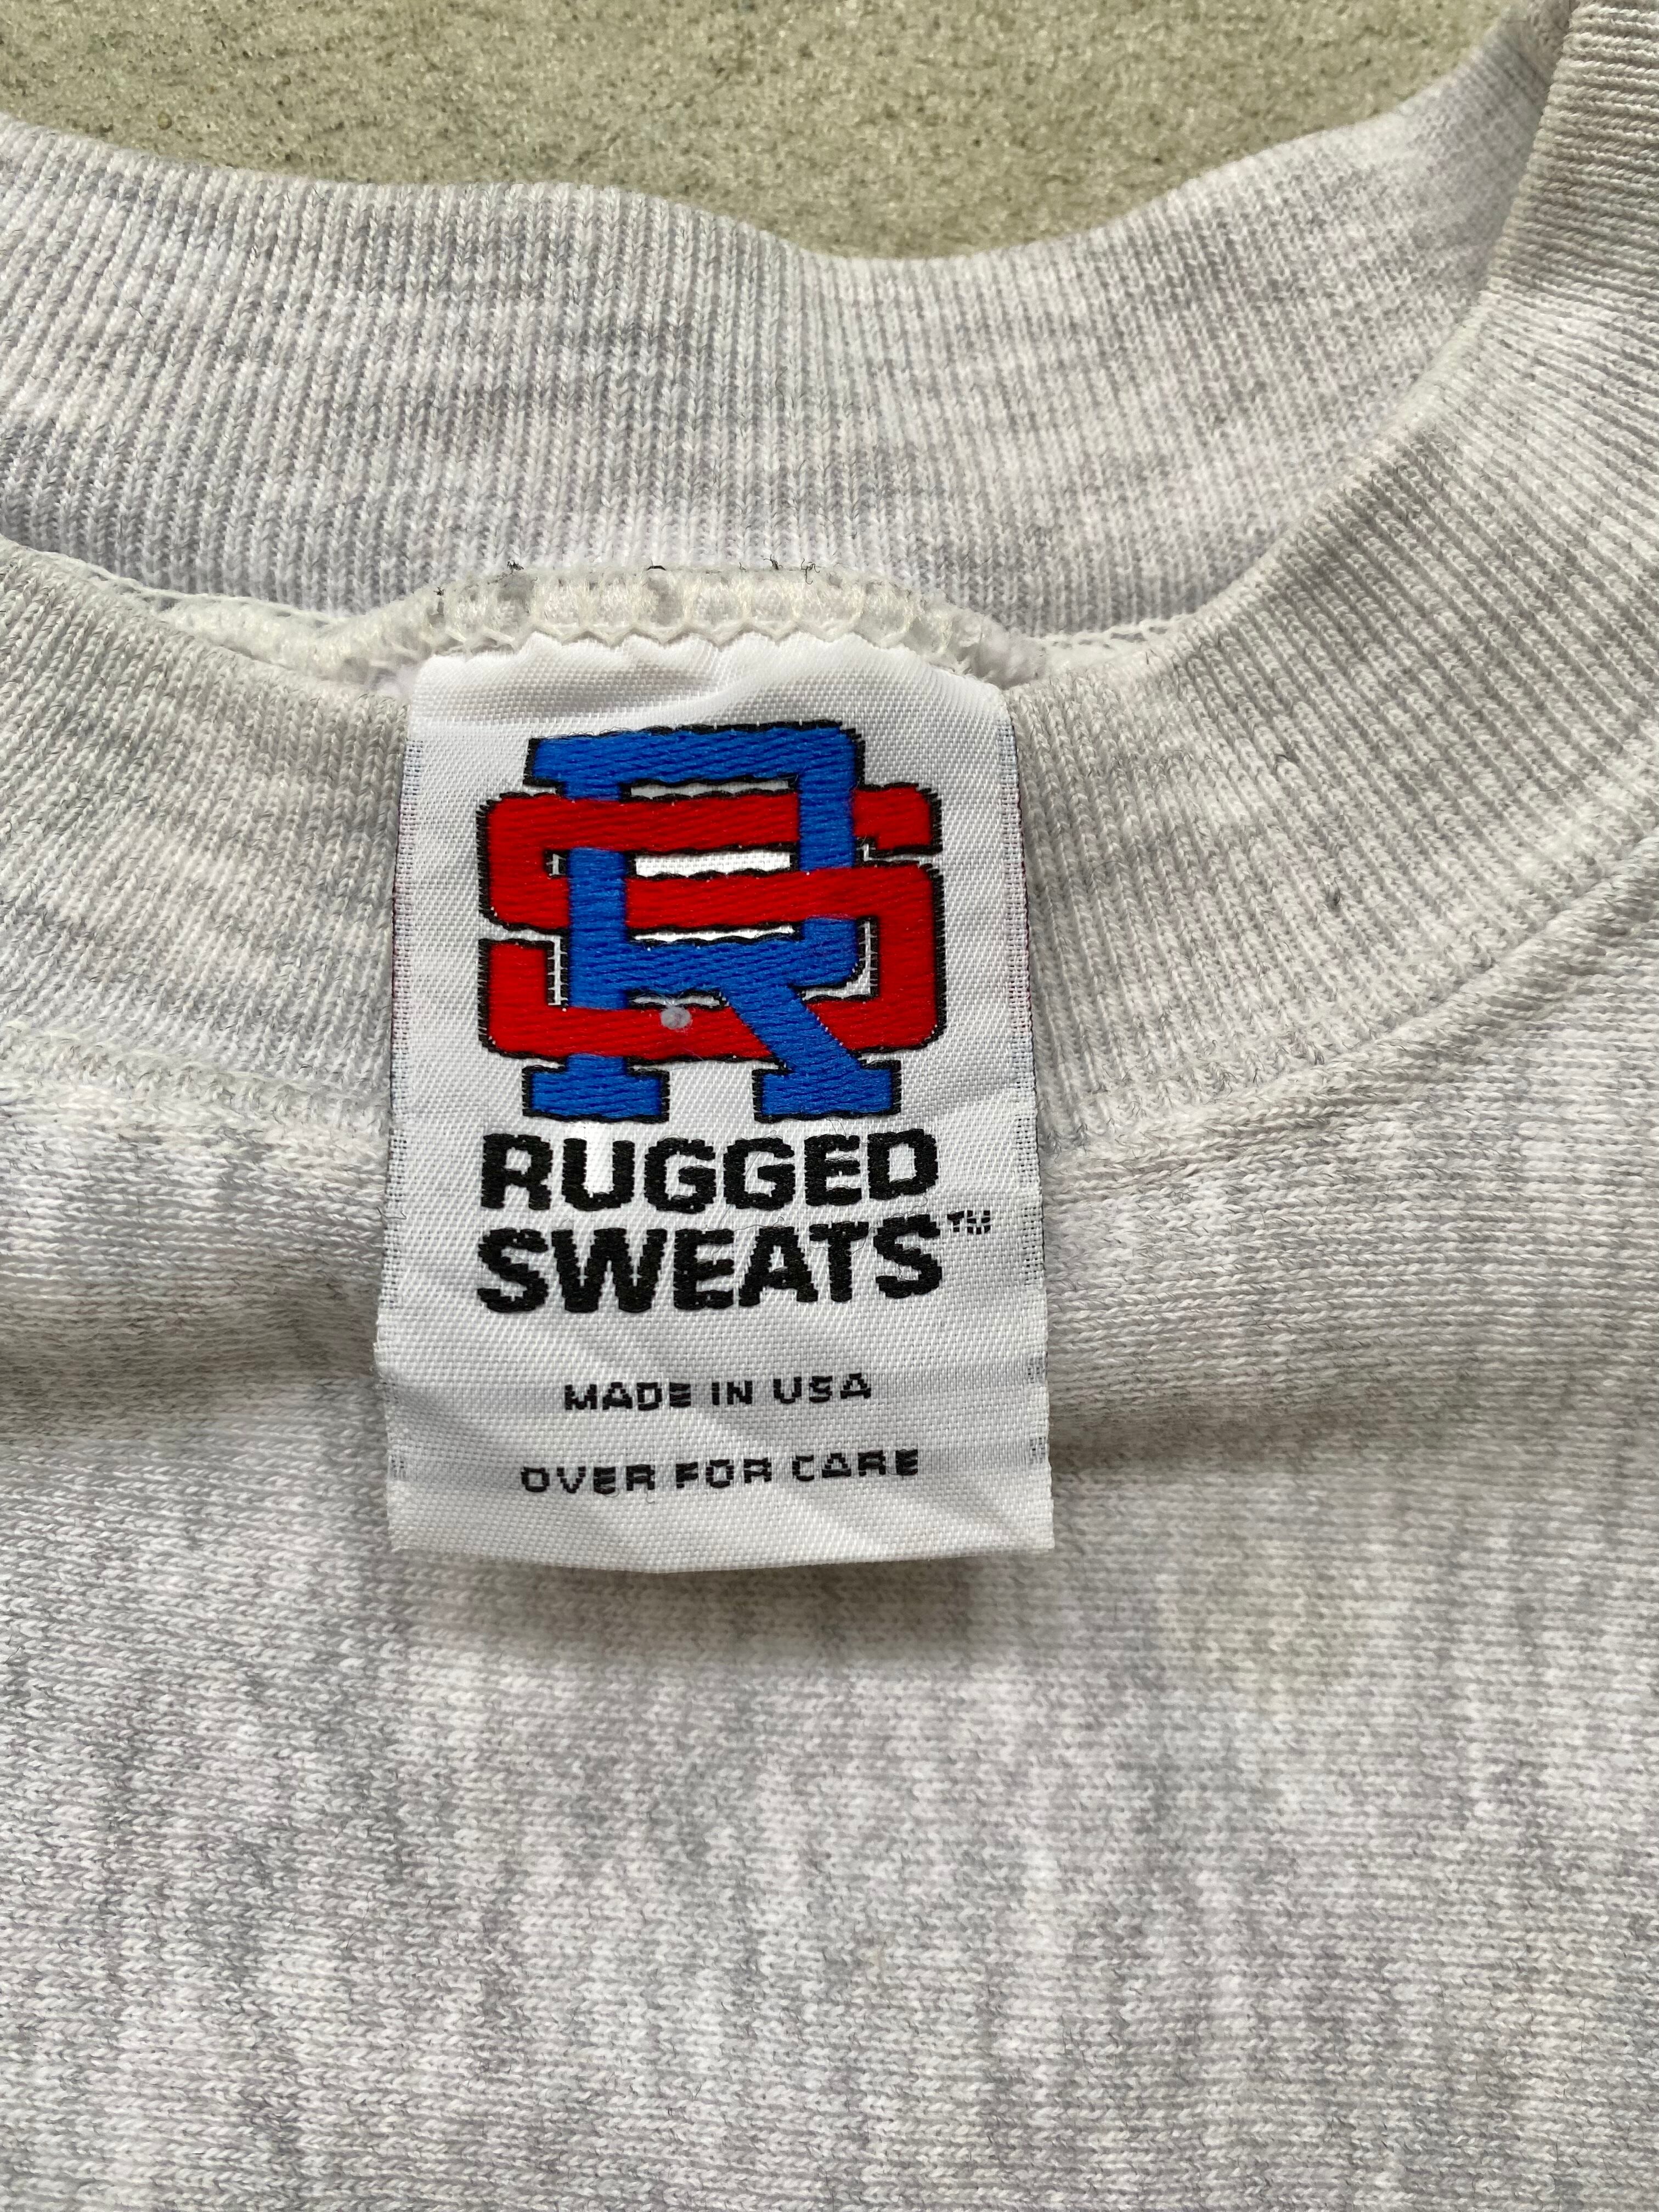 RS
RUGGED
SWEATS™
MADE IN USA
OVER FOR CARE